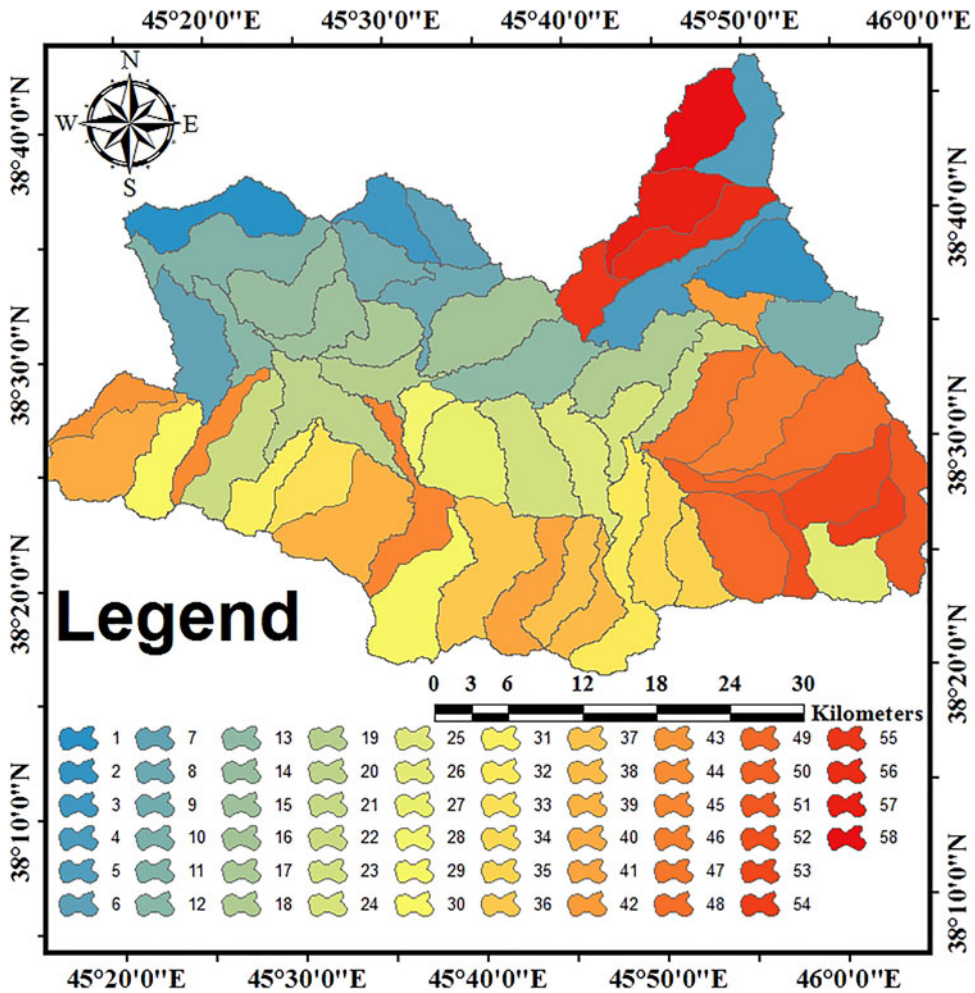 45°20'0"E 45°30'0"E 45°40'0"E 45°50'0"E 46°0'0"E
N
W E
S
38°40'0"N
38°30'0"N
38°20'0"N
38°10'0"N
38°40'0"N
38°30'0"N
38°20'0"N
38°10'0"N
Legend
0 3 6 12 18 24 30
Kilometers
1 7 13 19 25 31 37 43 49 55
2 8 14 20 26 32 38 44 50 56
3 9 15 21 27 33 39 45 51 57
4 10 16 22 28 34 40 46 52 58
5 11 17 23 29 35 41 47 53
6 12 18 24 30 36 42 48 54
45°20'0"E 45°30'0"E 45°40'0"E 45°50'0"E 46°0'0"E